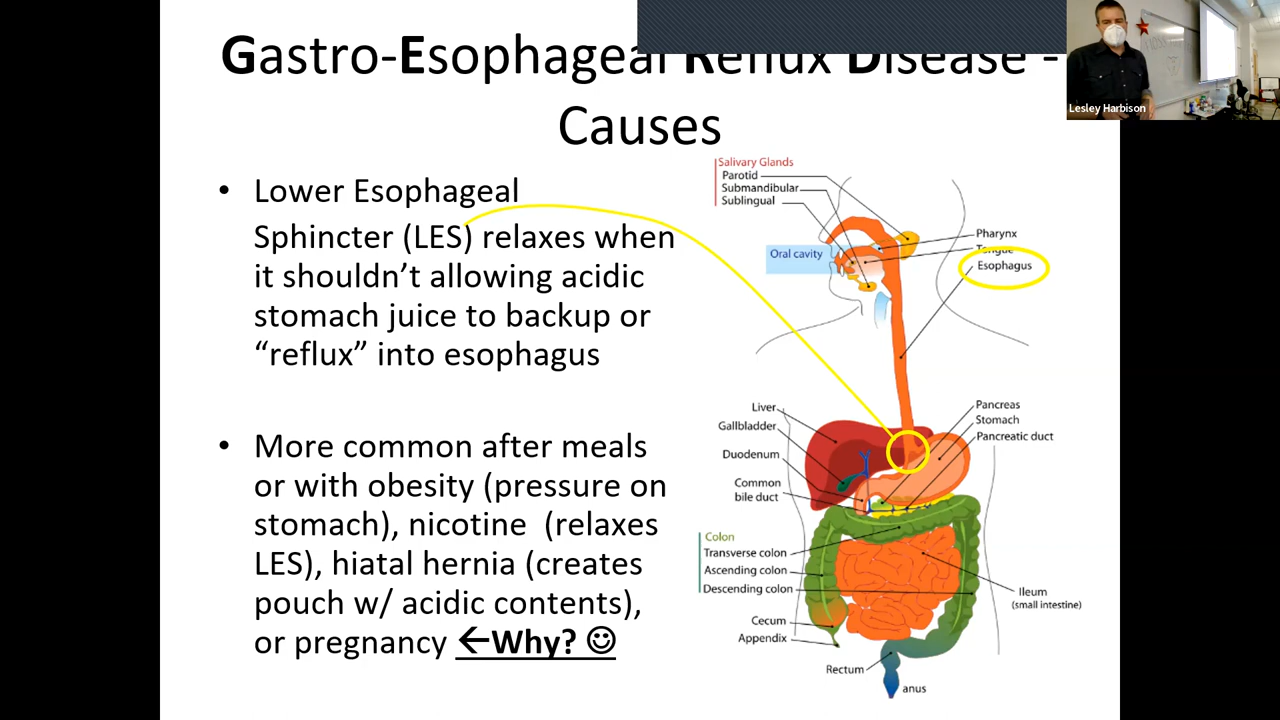 Gastro-Esophageal Reflux Disease -
Causes
Lesley Harbison
• Lower Esophageal
Sphincter (LES) relaxes when
it shouldn’t allowing acidic
stomach juice to backup or
“reflux” into esophagus
• More common after meals
or with obesity (pressure on
stomach), nicotine (relaxes
LES), hiatal hernia (creates
pouch w/ acidic contents),
or pregnancy ←Why? ☺
Salivary Glands
Parotid
Submandibular
Sublingual
Oral cavity
Pharynx
Tongue
Esophagus
Liver
Gallbladder
Duodenum
Common
bile duct
Pancreas
Stomach
Pancreatic duct
Colon
Transverse colon
Ascending colon
Descending colon
Cecum
Appendix
Rectum
anus
Ileum
(small intestine)